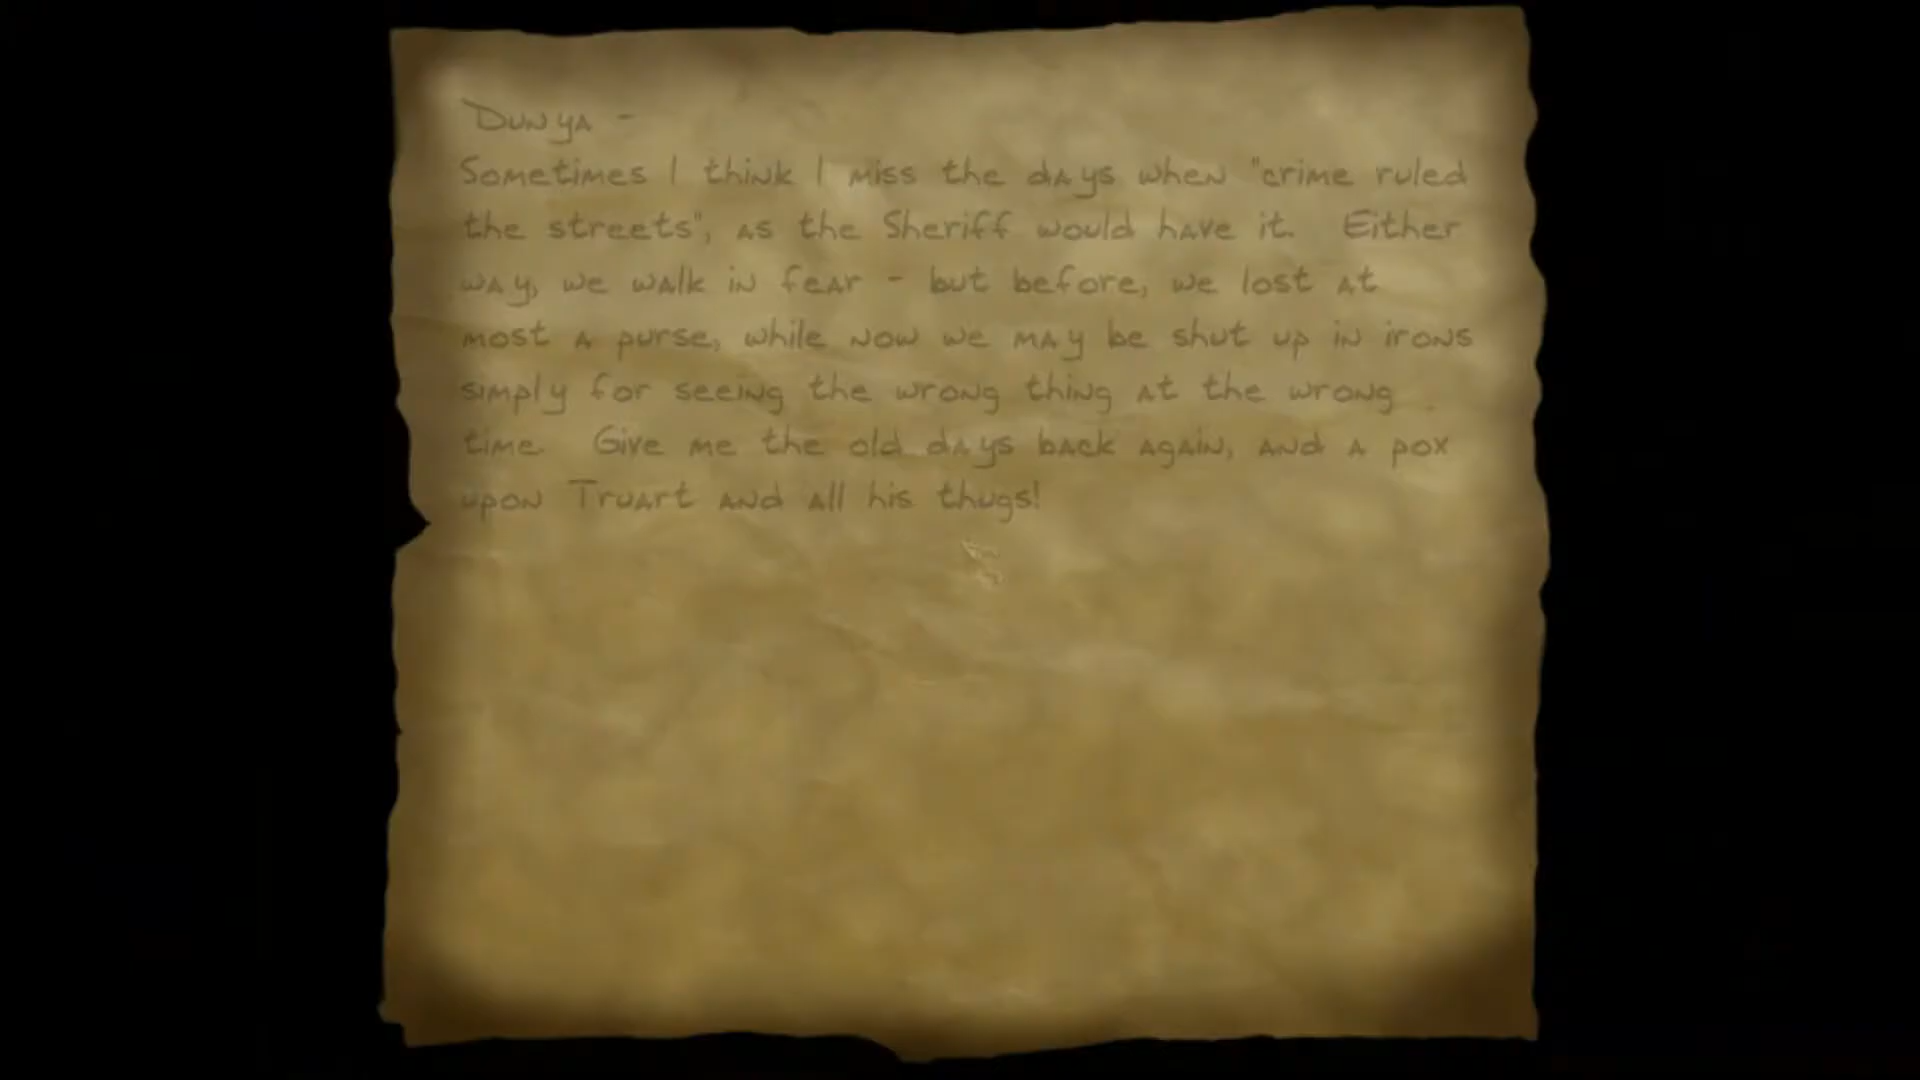 Dunya -
Sometimes I think I miss the days when "crime ruled
the streets", as the Sheriff would have it. Either
way, we walk in fear - but before, we lost at
most a purse, while now we may be shut up in irons
simply for seeing the wrong thing at the wrong
time. Give me the old days back again, and a pox
upon Truart and all his thugs!